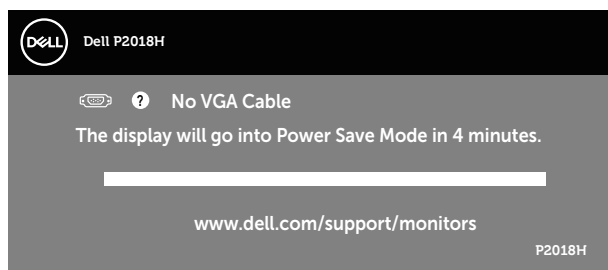 DELL
Dell P2018H
? No VGA Cable
The display will go into Power Save Mode in 4 minutes.
www.dell.com/support/monitors
P2018H